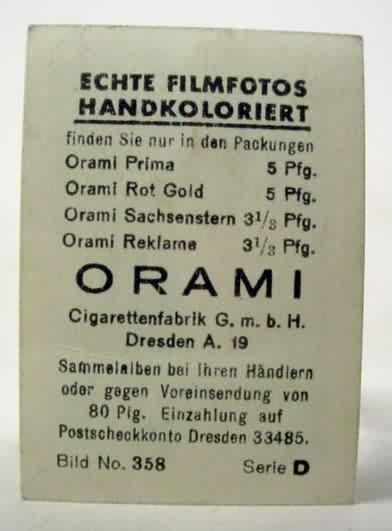 ECHTE FILMFOTOS
HANDKOLORIERT
finden Sie nur in den Packungen
Orami Prima 5 Pfg.
Orami Rot Gold 5 Pfg.
Orami Sachsenstern 3 1/3 Pfg.
Orami Reklame 3 1/3 Pfg.
ORAMI
Cigarettenfabrik G. m. b. H.
Dresden A. 19
Sammelalben bei Ihren Händlern
oder gegen Voreinsendung von
80 Pfg. Einzahlung auf
Postscheckkonto Dresden 33485.
Bild No. 358 Serie D